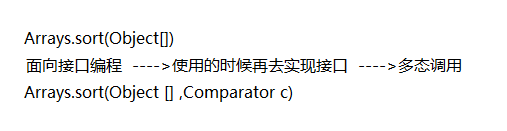 Arrays.sort(Object[])
面向接口编程 ---->使用的时候再去实现接口 ---->多态调用
Arrays.sort(Object [] ,Comparator c)